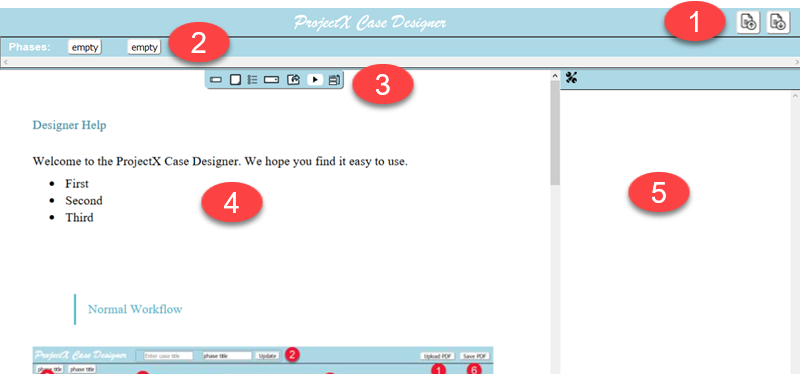 ProjectX Case Designer
1
Phases: empty empty
2
3
Designer Help
Welcome to the ProjectX Case Designer. We hope you find it easy to use.
First
Second
Third
4
5
Normal Workflow
ProjectX Case Designer Enter case title phase title Update 2 Upload PDF Save PDF
phase title phase title 1 6